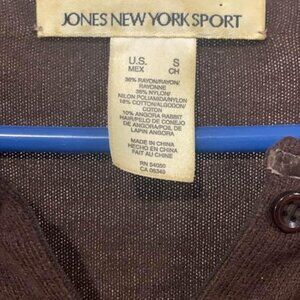 JONES NEW YORK SPORT
U.S. S
MEX CH
36% RAYON/RAYON/
RAYONNE
36% NYLON/
NILON POLIAMIDA/NYLON
18% COTTON/ALGODON/
COTON
10% ANGORA RABBIT
HAIR/PELO DE CONEJO
DE ANGORA/POIL DE
LAPIN ANGORA
MADE IN CHINA
HECHO EN CHINA
FAIT AU CHINE
RN 54050
CA 09340